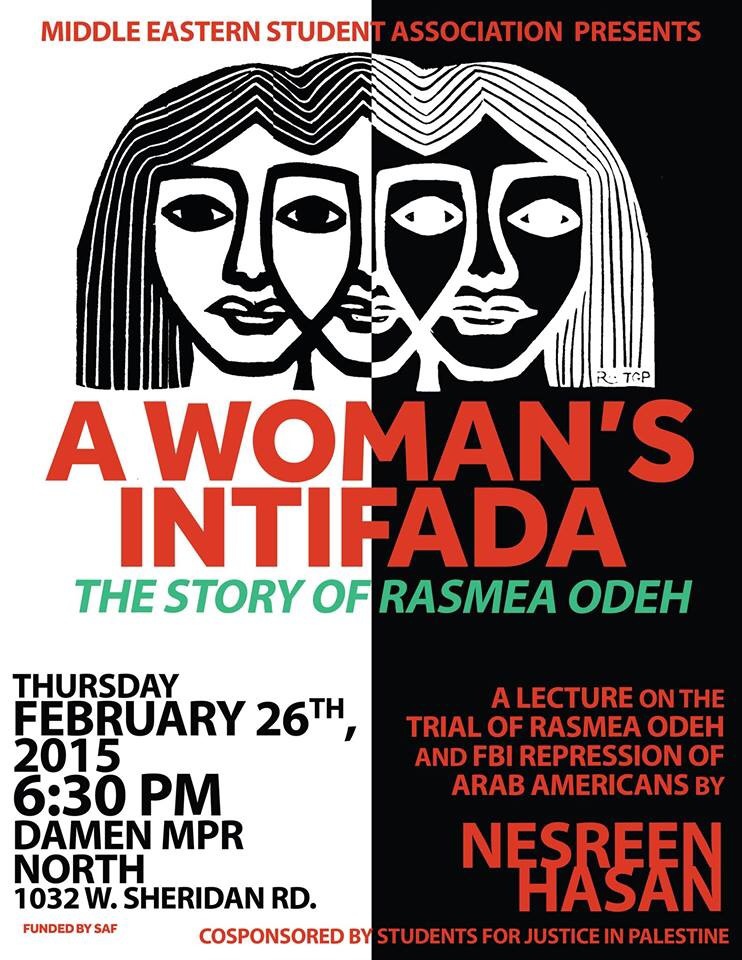 MIDDLE EASTERN STUDENT ASSOCIATION PRESENTS
A WOMAN'S
INTIFADA
THE STORY OF RASMEA ODEH
THURSDAY
FEBRUARY 26TH,
2015
6:30 PM
DAMEN MPR
NORTH
1032 W. SHERIDAN RD.
FUNDED BY SAF
A LECTURE ON THE
TRIAL OF RASMEA ODEH
AND FBI REPRESSION OF
ARAB AMERICANS BY
NESREEN
HASAN
COSPONSORED BY STUDENTS FOR JUSTICE IN PALESTINE